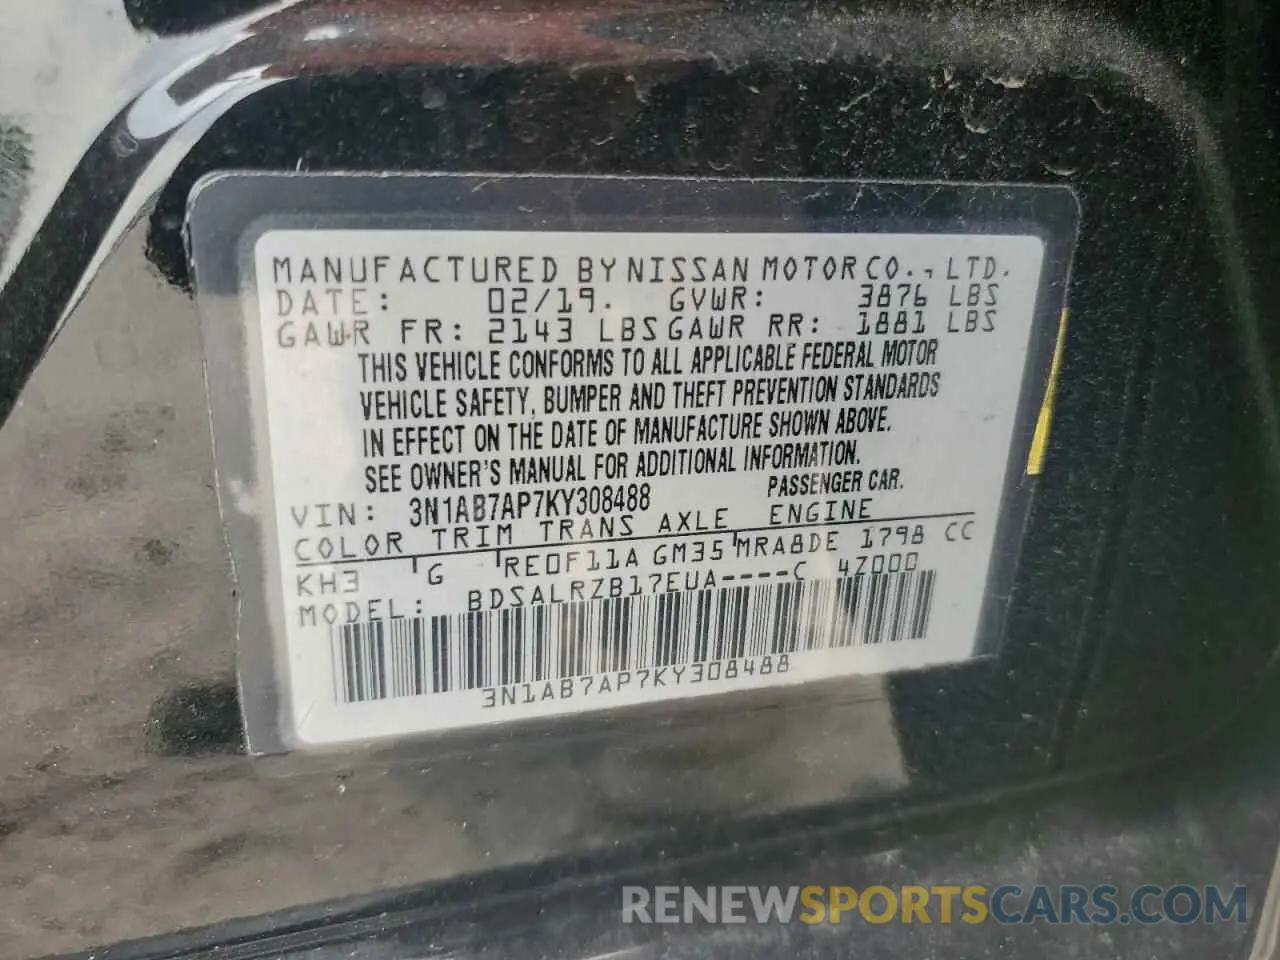 MANUFACTURED BY NISSAN MOTOR CO., LTD.
DATE: 02/19. GVWR: 3876 LBS
GAWR FR: 2143 LBS GAWR RR: 1881 LBS
THIS VEHICLE CONFORMS TO ALL APPLICABLE FEDERAL MOTOR
VEHICLE SAFETY, BUMPER AND THEFT PREVENTION STANDARDS
IN EFFECT ON THE DATE OF MANUFACTURE SHOWN ABOVE.
SEE OWNER'S MANUAL FOR ADDITIONAL INFORMATION.
VIN: 3N1AB7AP7KY308488 PASSENGER CAR.
COLOR TRIM TRANS AXLE ENGINE
KH3 G RE0F11A GM35 MRA8DE 1798 CC
MODEL: BDSALRZB17EUA----C 4Z000
3N1AB7AP7KY308488
RENEWSPORTSCARS.COM